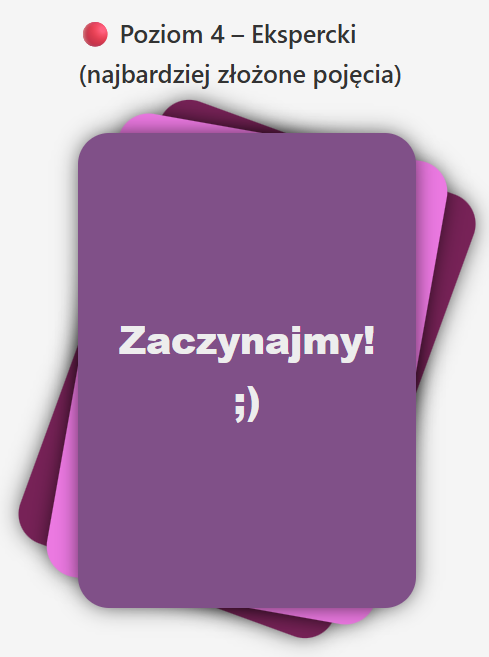 Poziom 4 – Ekspercki
(najbardziej złożone pojęcia)
Zaczynajmy!
;)